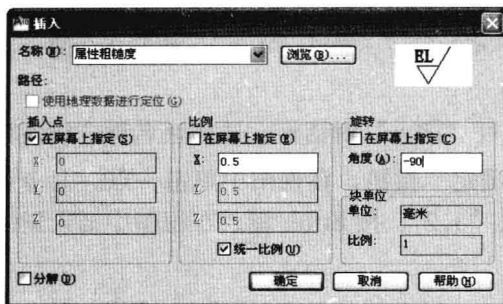 插入
名称(N): 属性粗糙度 浏览(B)...
EL
路径:
使用地理数据进行定位(G)
插入点
在屏幕上指定(S)
X: 0
Y: 0
Z: 0
比例
在屏幕上指定(E)
X: 0.5
Y: 0.5
Z: 0.5
统一比例(U)
旋转
在屏幕上指定(C)
角度(A): -90
块单位
单位: 毫米
比例: 1
分解(D)
确定 取消 帮助(H)